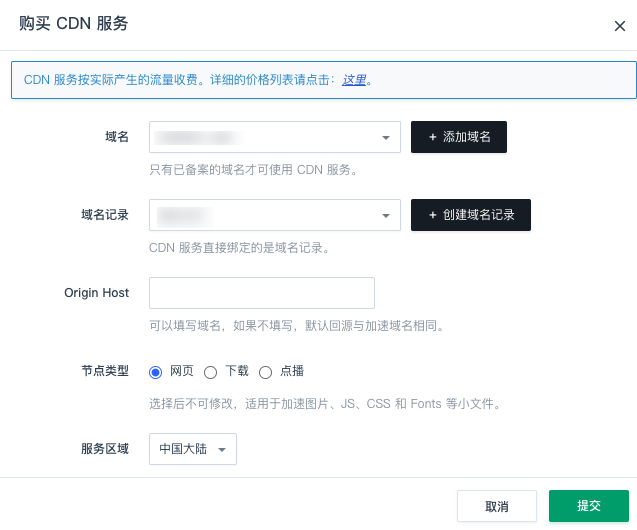 购买 CDN 服务
CDN 服务按实际产生的流量收费。详细的价格列表请点击：这里。
域名
+ 添加域名
只有已备案的域名才可使用 CDN 服务。
域名记录
+ 创建域名记录
CDN 服务直接绑定的是域名记录。
Origin Host
可以填写域名，如果不填写，默认回源与加速域名相同。
节点类型 网页 下载 点播
选择后不可修改，适用于加速图片、JS、CSS 和 Fonts 等小文件。
服务区域 中国大陆
取消 提交